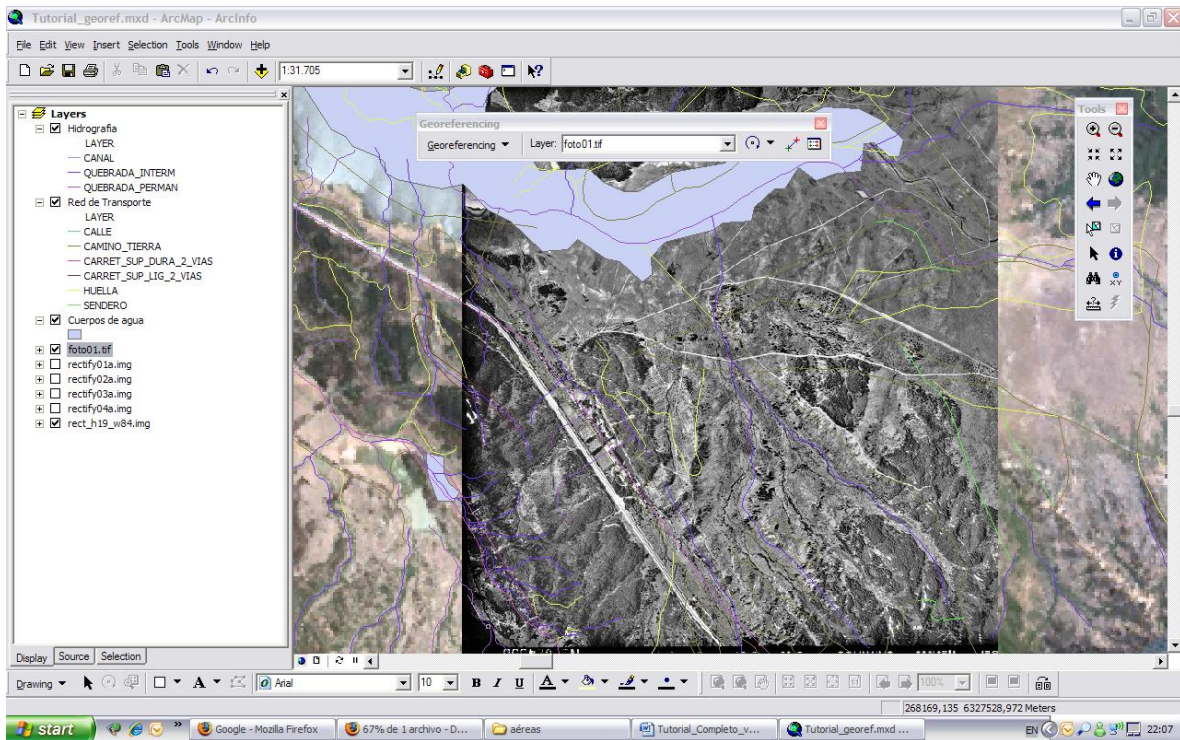 Tutorial_georef.mxd - ArcMap - ArcInfo
File Edit View Insert Selection Tools Window Help
1:31.705
Layers
Hidrografia
LAYER
CANAL
QUEBRADA_INTERM
QUEBRADA_PERMAN
Red de Transporte
LAYER
CALLE
CAMINO_TIERRA
CARRET_SUP_DURA_2_VIAS
CARRET_SUP_LIG_2_VIAS
HUELLA
SENDERO
Cuerpos de agua
foto01.tif
rectify01a.img
rectify02a.img
rectify03a.img
rectify04a.img
rect_h19_w84.img
Georeferencing
Georeferencing Layer: foto01.tif
Tools
XY
Display Source Selection
Drawing A Arial 10 B I U A 100%
268169,135 6327528,972 Meters
start Google - Mozilla Firefox 67% de 1 archivo - D... aéreas Tutorial_Completo_v... Tutorial_georef.mxd ... EN 22:07